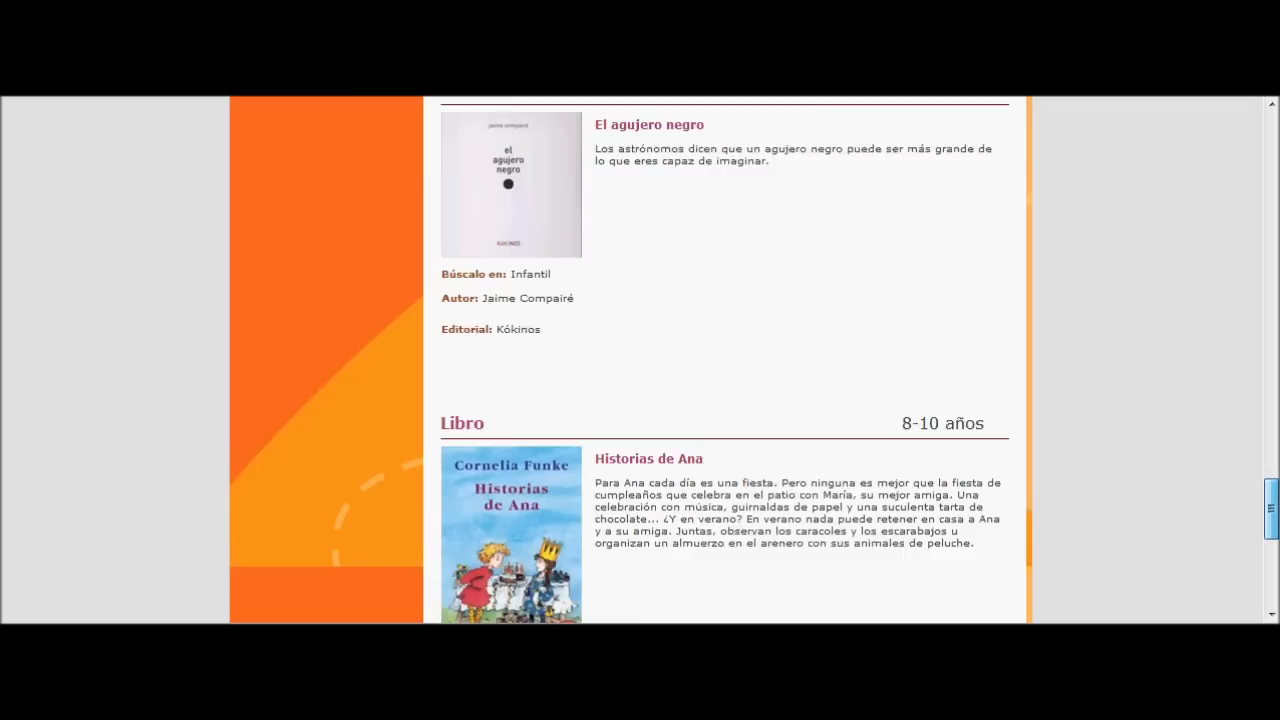 jaime compairé
el
agujero
negro
KÓKINOS
El agujero negro
Los astrónomos dicen que un agujero negro puede ser más grande de
lo que eres capaz de imaginar.
Búscalo en: Infantil
Autor: Jaime Compairé
Editorial: Kókinos
Libro 8-10 años
Cornelia Funke
Historias
de Ana
Historias de Ana
Para Ana cada día es una fiesta. Pero ninguna es mejor que la fiesta de
cumpleaños que celebra en el patio con María, su mejor amiga. Una
celebración con música, guirnaldas de papel y una suculenta tarta de
chocolate... ¿Y en verano? En verano nada puede retener en casa a Ana
y a su amiga. Juntas, observan los caracoles y los escarabajos u
organizan un almuerzo en el arenero con sus animales de peluche.